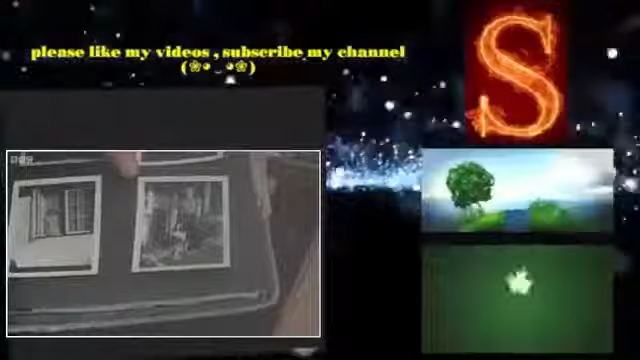 please like my videos , subscribe my channel
(❀◕ ‿ ◕❀)
S